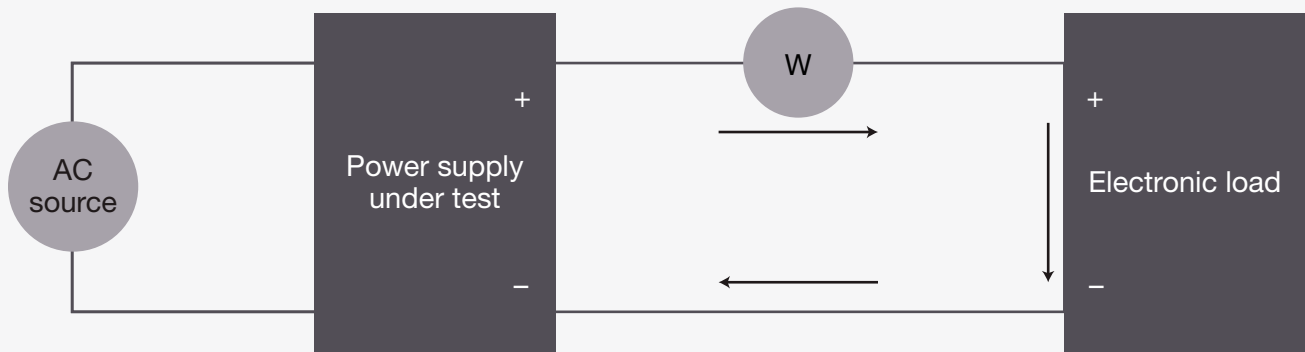 AC
source
+
−
Power supply
under test
W
+
−
Electronic load